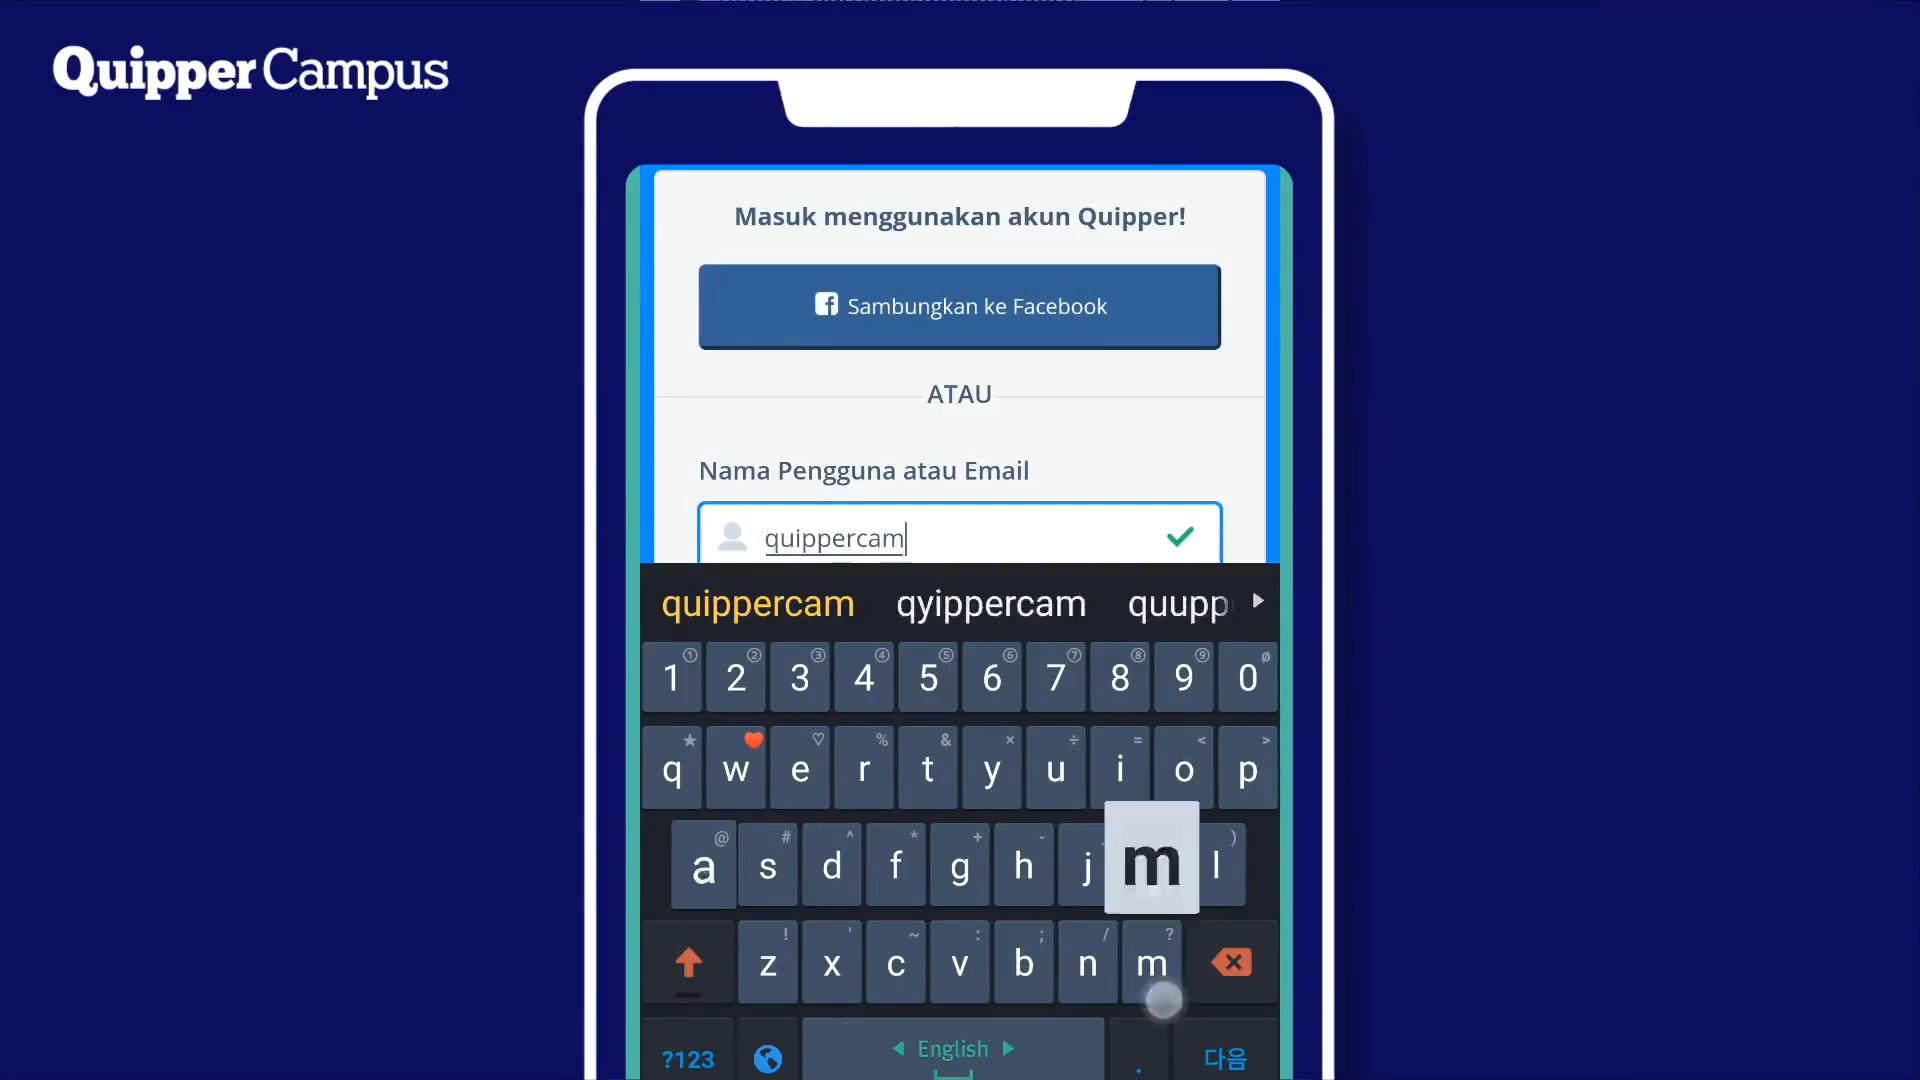 Quipper Campus
Masuk menggunakan akun Quipper!
Sambungkan ke Facebook
ATAU
Nama Pengguna atau Email
quippercam
quippercam qyippercam quupp
1 2 3 4 5 6 7 8 9 0
q w e r t y u i o p
a s d f g h j m l
z x c v b n m
?123 English . 다음